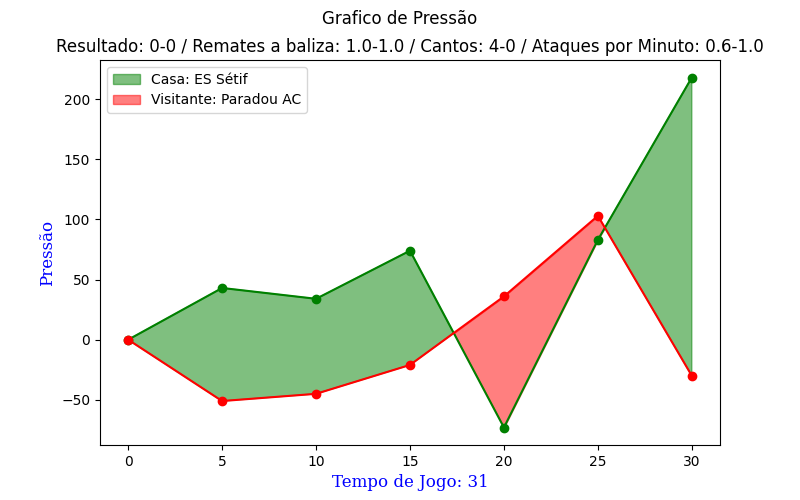 Grafico de Pressão
Resultado: 0-0 / Remates a baliza: 1.0-1.0 / Cantos: 4-0 / Ataques por Minuto: 0.6-1.0
Casa: ES Sétif
Visitante: Paradou AC
200
150
100
50
0
−50
Pressão
0 5 10 15 20 25 30
Tempo de Jogo: 31